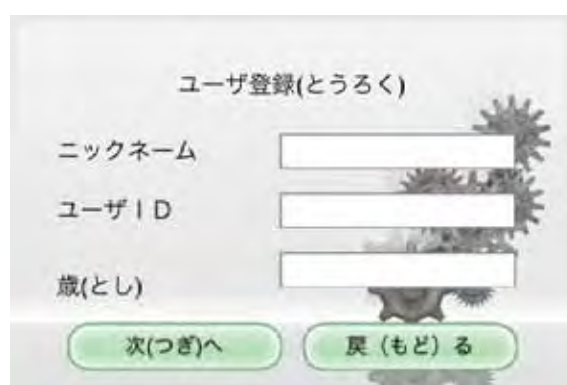 ユーザ登録(とうろく)
ニックネーム
ユーザID
歳(とし)
次(つぎ)へ
戻(もど)る